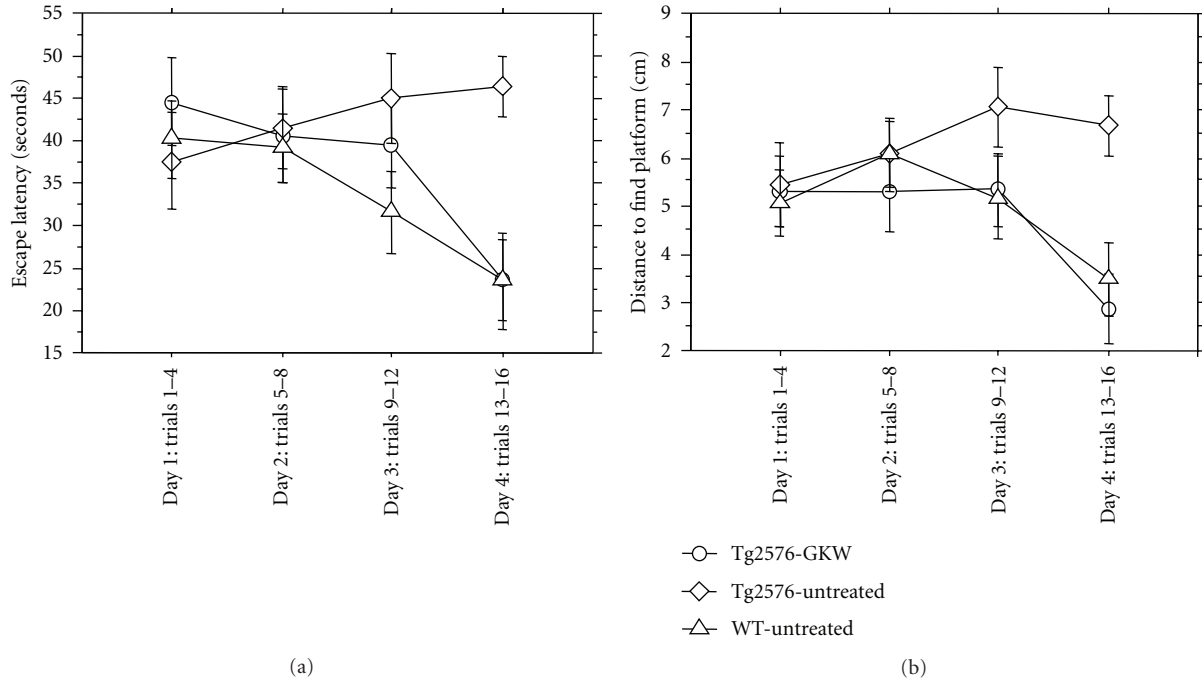 55
50
45
40
35
30
25
20
15
Escape latency (seconds)
Day 1: trials 1–4
Day 2: trials 5–8
Day 3: trials 9–12
Day 4: trials 13–16
(a)
9
8
7
6
5
4
3
2
Distance to find platform (cm)
Day 1: trials 1–4
Day 2: trials 5–8
Day 3: trials 9–12
Day 4: trials 13–16
Tg2576-GKW
Tg2576-untreated
WT-untreated
(b)